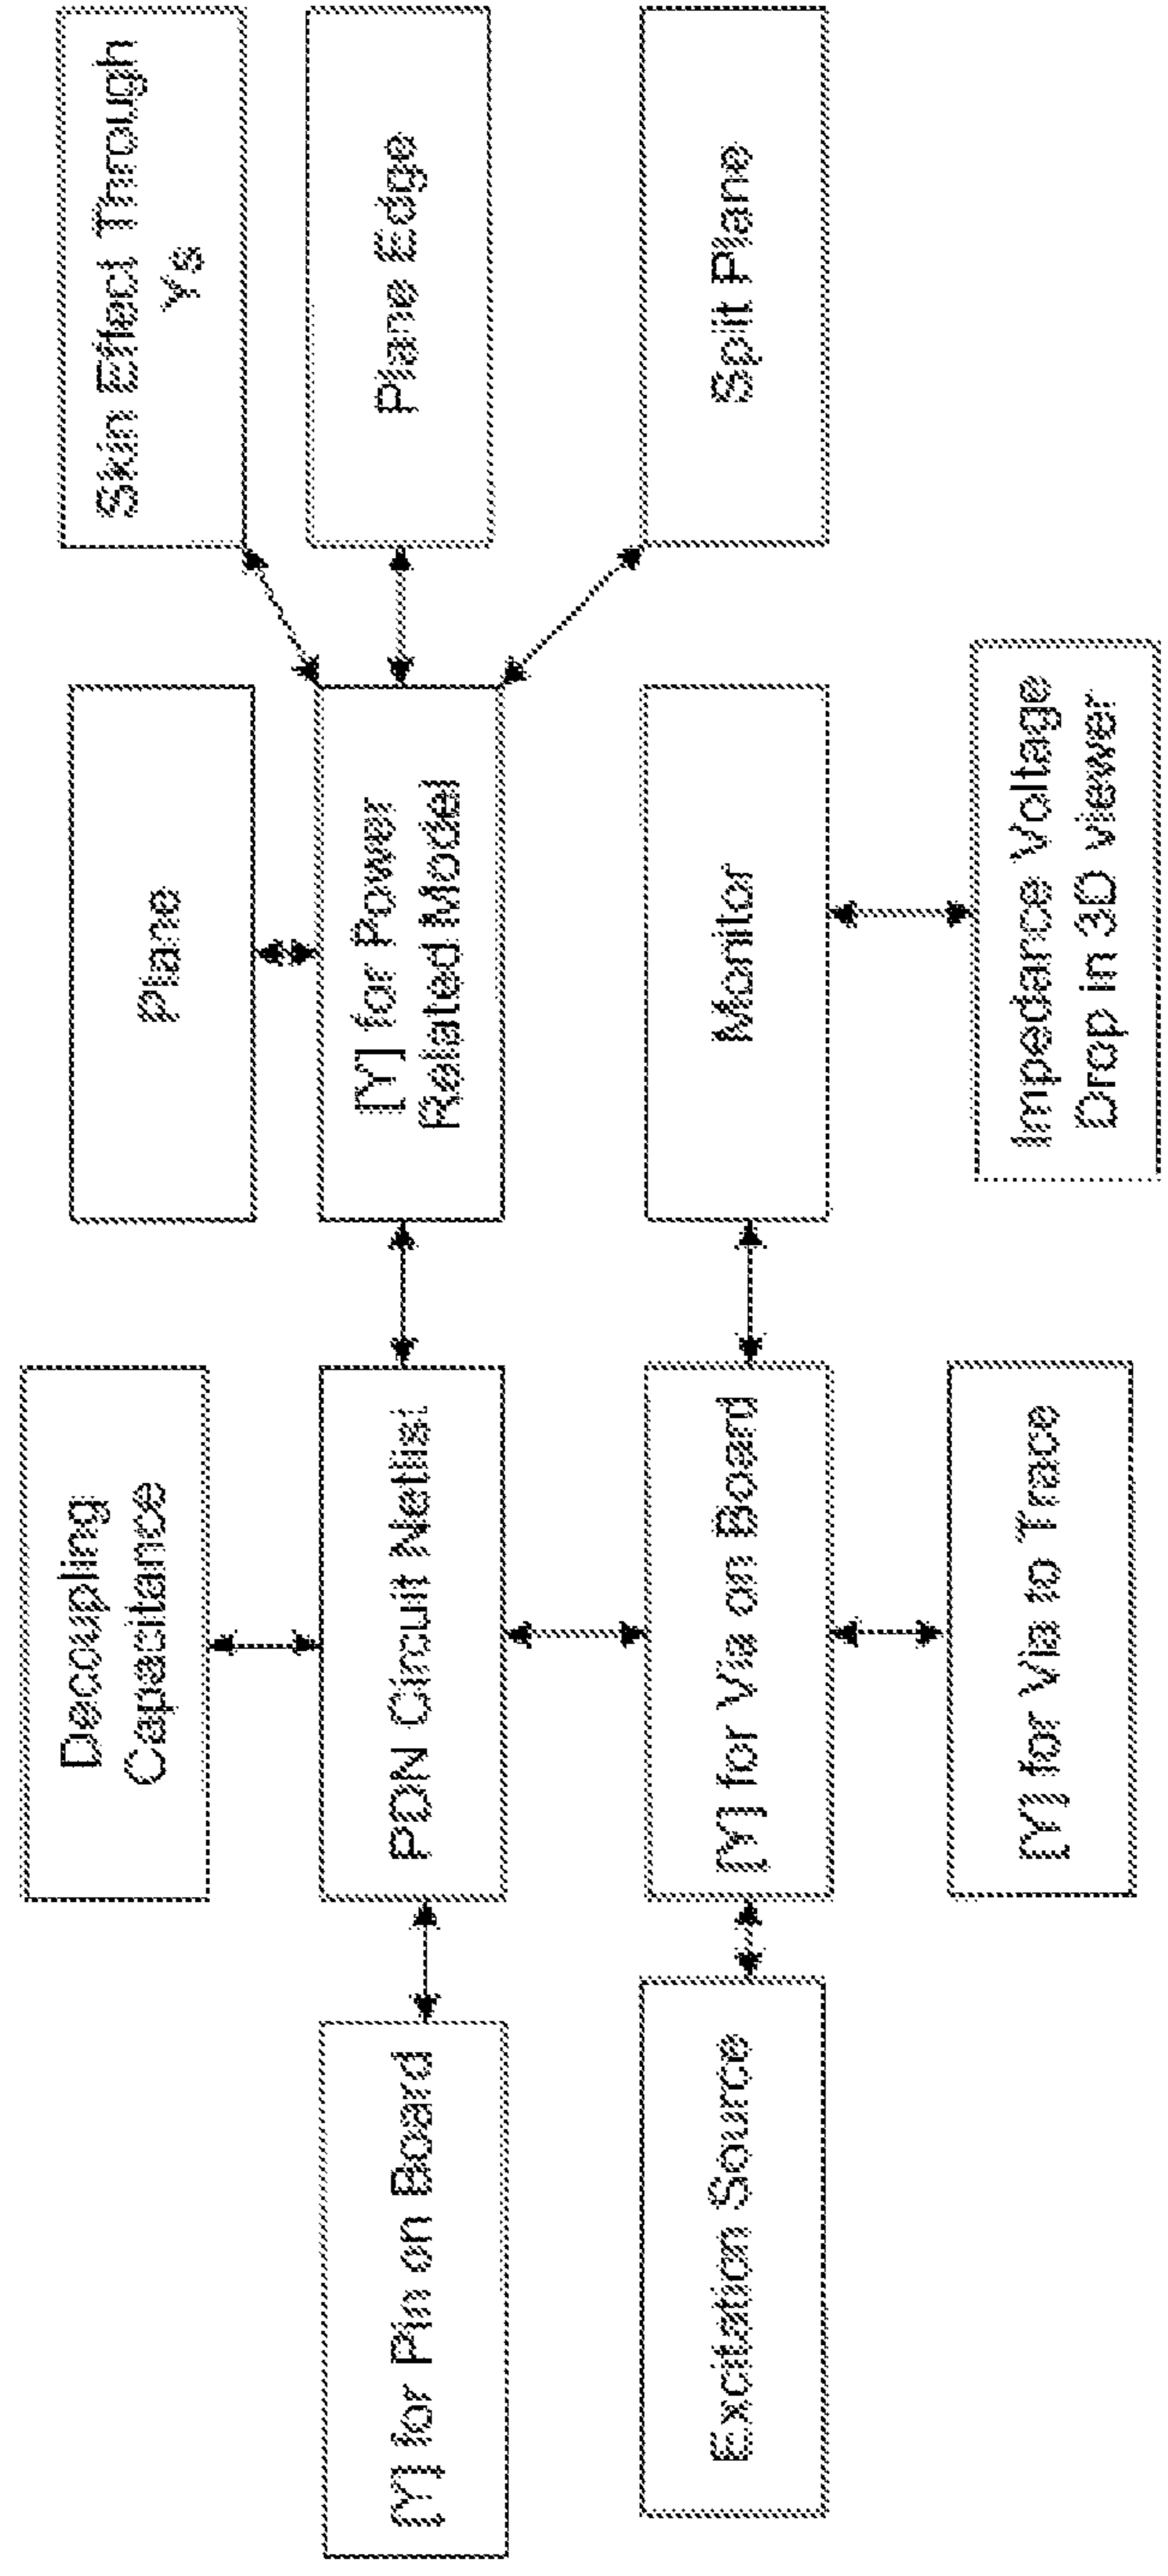 Decoupling
Capacitance
Plane
Skin Effect Through
Ys
[Y] for Pin on Board
PDN Circuit Netlist
[Y] for Power
Related Model
Plane Edge
Excitation Source
[Y] for Via on Board
Monitor
Split Plane
[Y] for Via to Trace
Impedance Voltage
Drop in 3D viewer